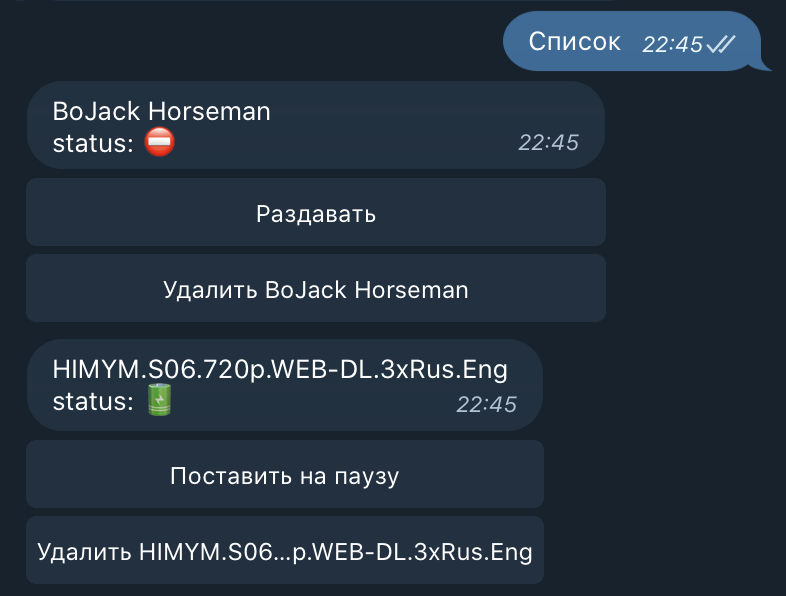 Список 22:45
BoJack Horseman
status: ⛔ 22:45
Раздавать
Удалить BoJack Horseman
HIMYM.S06.720p.WEB-DL.3xRus.Eng
status: 🔋 22:45
Поставить на паузу
Удалить HIMYM.S06...p.WEB-DL.3xRus.Eng